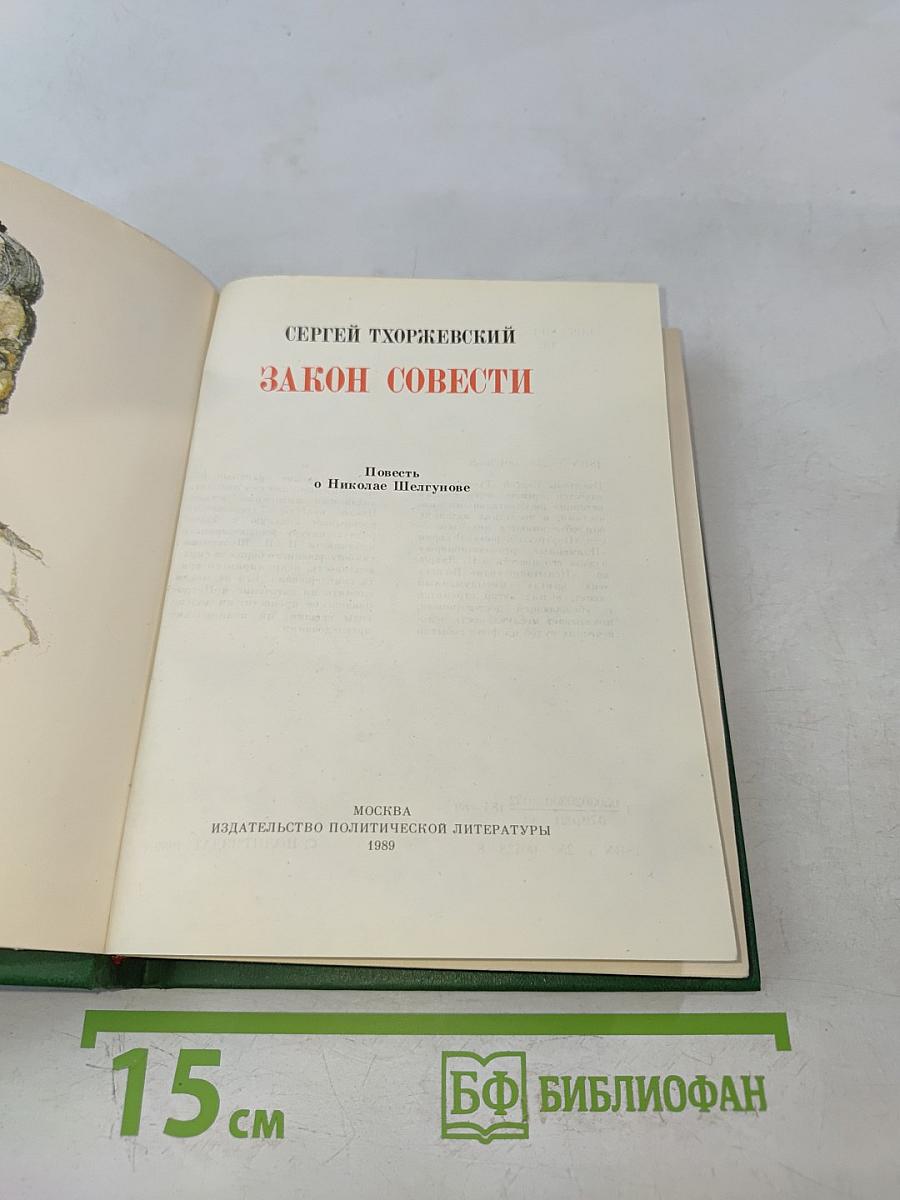 СЕРГЕЙ ТХОРЖЕВСКИЙ
ЗАКОН СОВЕСТИ
Повесть
о Николае Шелгунове
МОСКВА
ИЗДАТЕЛЬСТВО ПОЛИТИЧЕСКОЙ ЛИТЕРАТУРЫ
1989
15 см
БФ БИБЛИОФАН